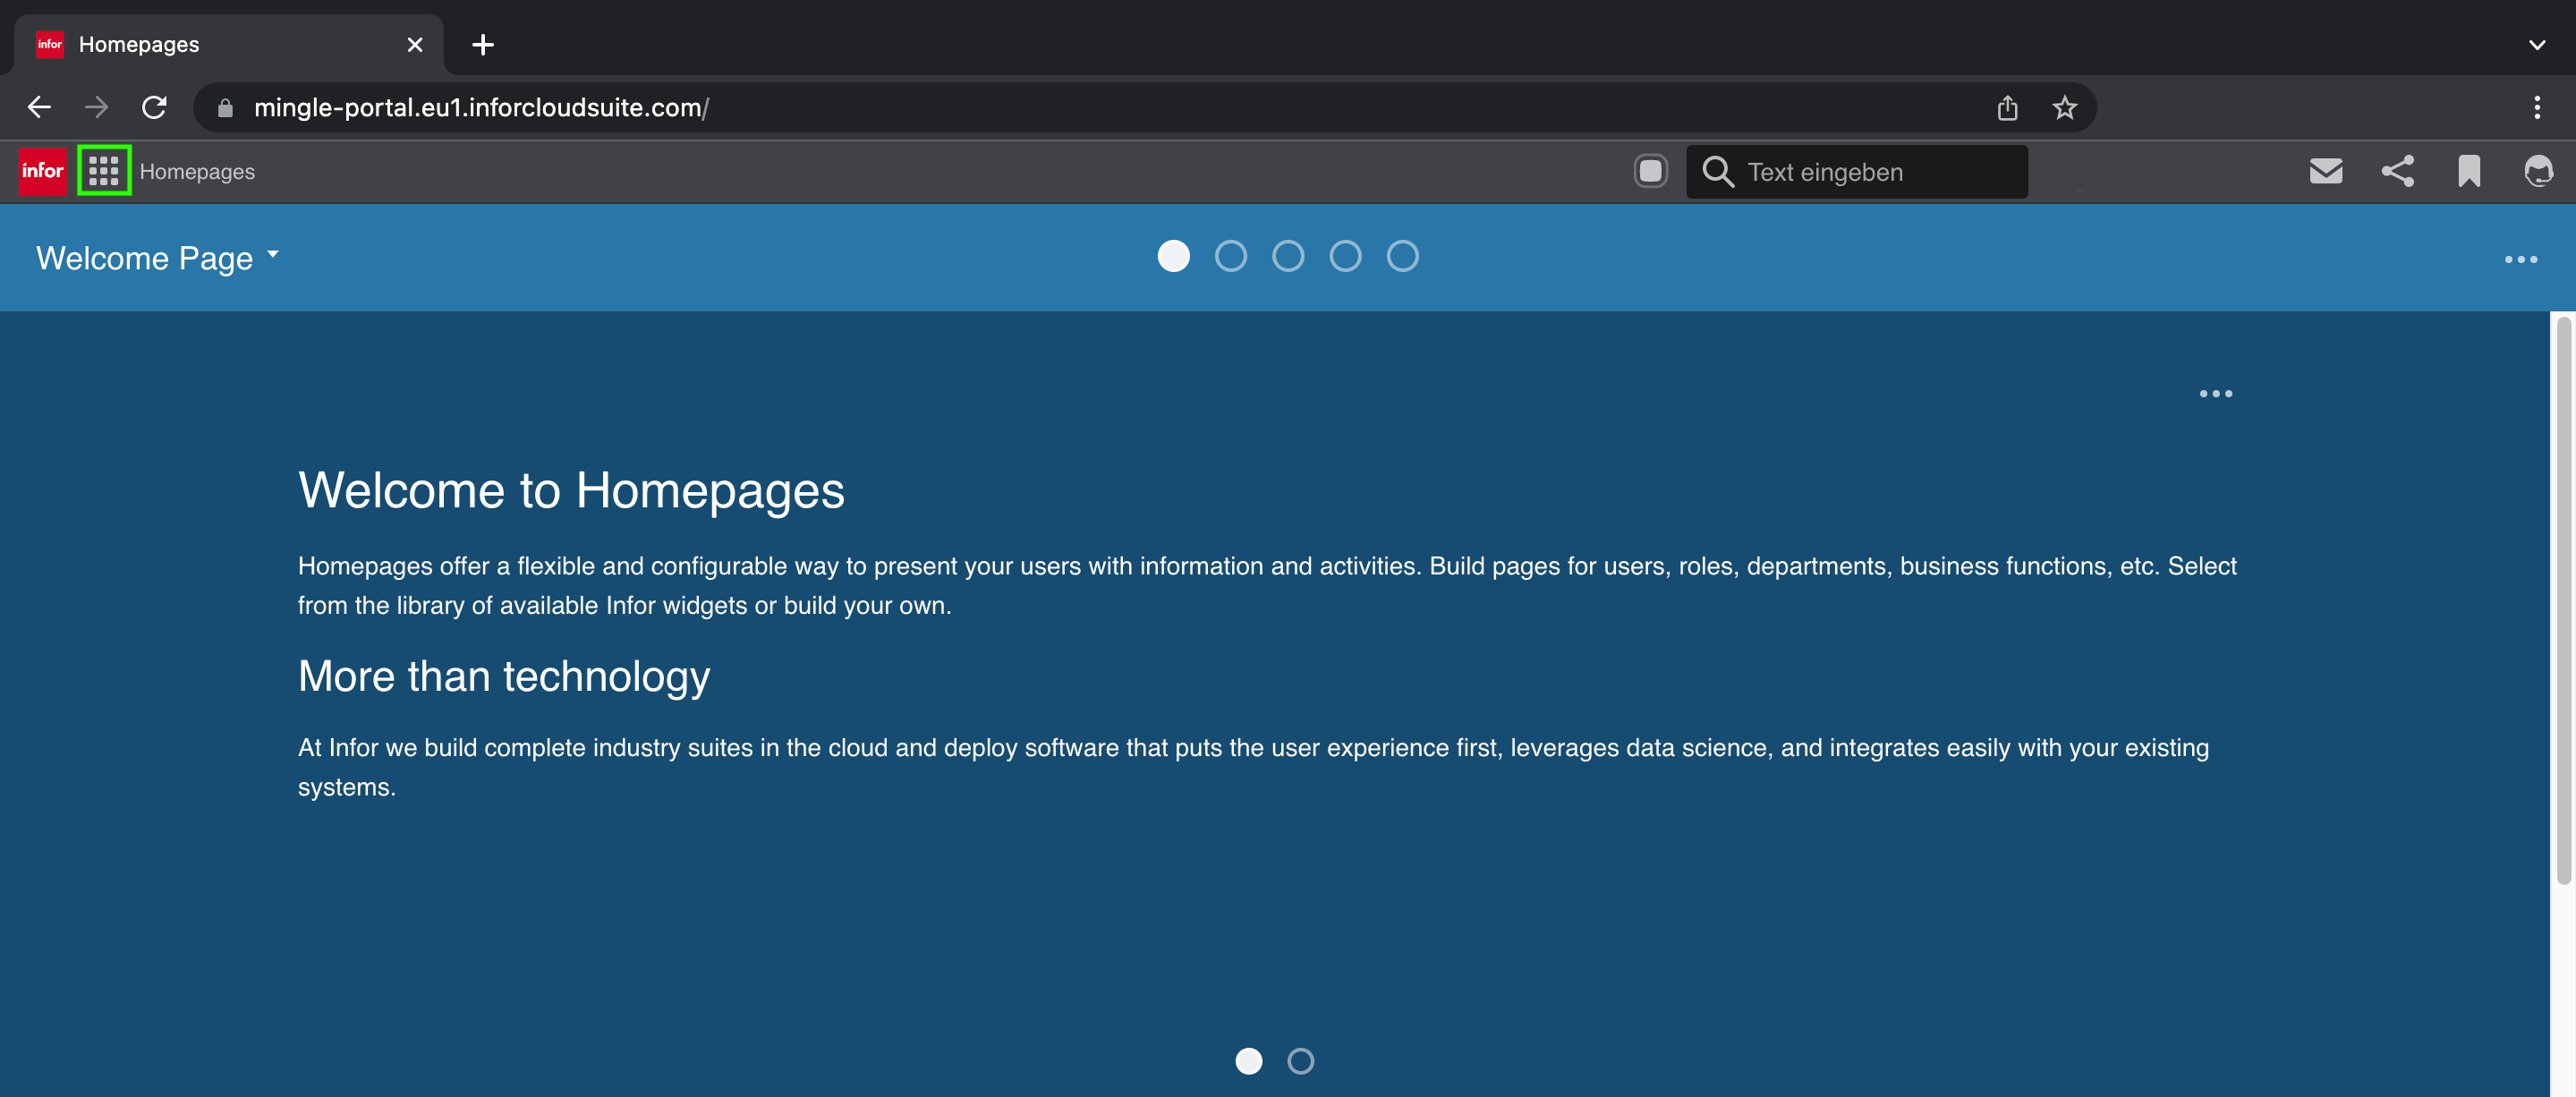 infor Homepages
mingle-portal.eu1.inforcloudsuite.com/
infor Homepages Text eingeben
Welcome Page
Welcome to Homepages
Homepages offer a flexible and configurable way to present your users with information and activities. Build pages for users, roles, departments, business functions, etc. Select
from the library of available Infor widgets or build your own.
More than technology
At Infor we build complete industry suites in the cloud and deploy software that puts the user experience first, leverages data science, and integrates easily with your existing
systems.